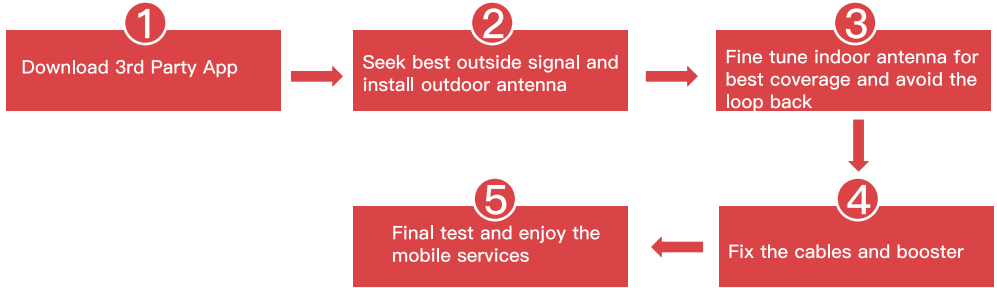 1
Download 3rd Party App
2
Seek best outside signal and
install outdoor antenna
3
Fine tune indoor antenna for
best coverage and avoid the
loop back
4
Fix the cables and booster
5
Final test and enjoy the
mobile services